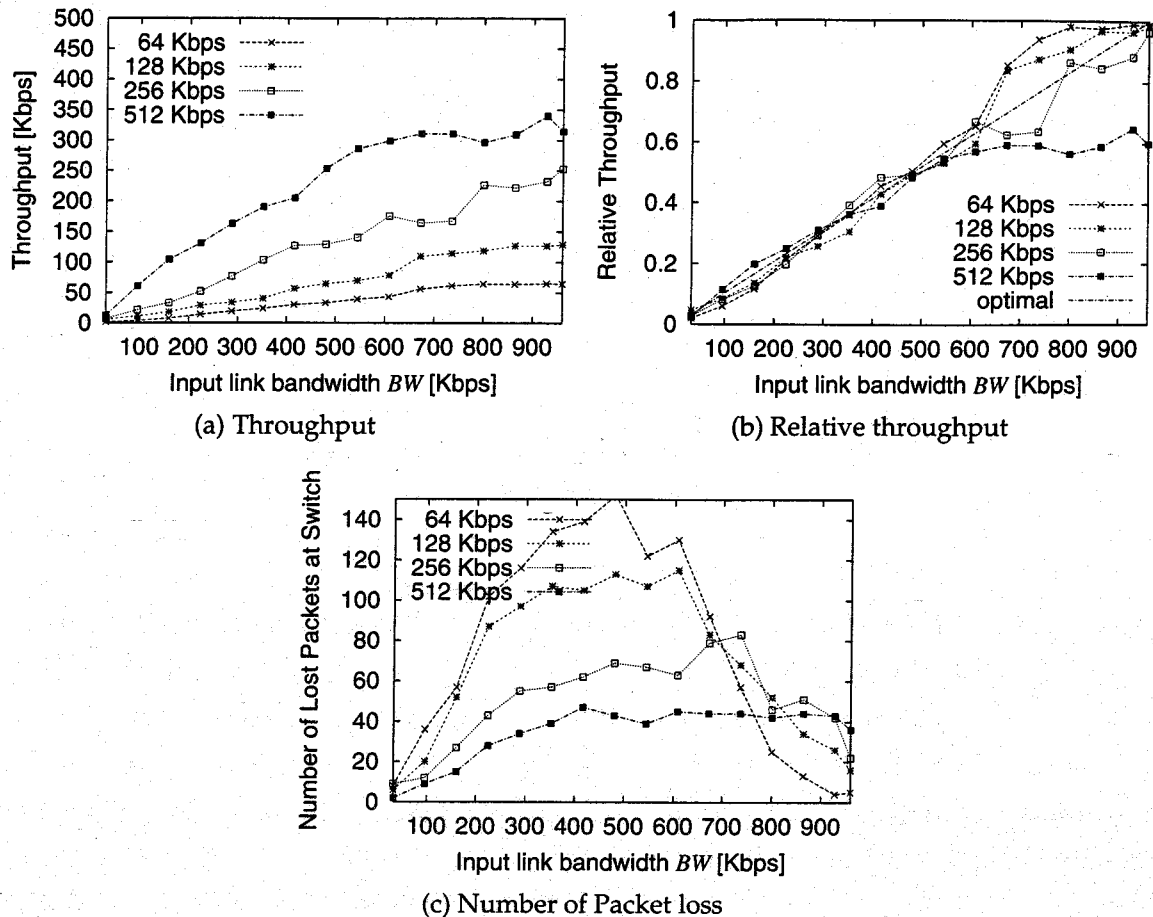 Throughput [Kbps]
500
450
400
350
300
250
200
150
100
50
0
64 Kbps
128 Kbps
256 Kbps
512 Kbps
100 200 300 400 500 600 700 800 900
Input link bandwidth BW [Kbps]
(a) Throughput
Relative Throughput
1
0.8
0.6
0.4
0.2
0
64 Kbps
128 Kbps
256 Kbps
512 Kbps
optimal
100 200 300 400 500 600 700 800 900
Input link bandwidth BW [Kbps]
(b) Relative throughput
Number of Lost Packets at Switch
140
120
100
80
60
40
20
0
64 Kbps
128 Kbps
256 Kbps
512 Kbps
100 200 300 400 500 600 700 800 900
Input link bandwidth BW [Kbps]
(c) Number of Packet loss